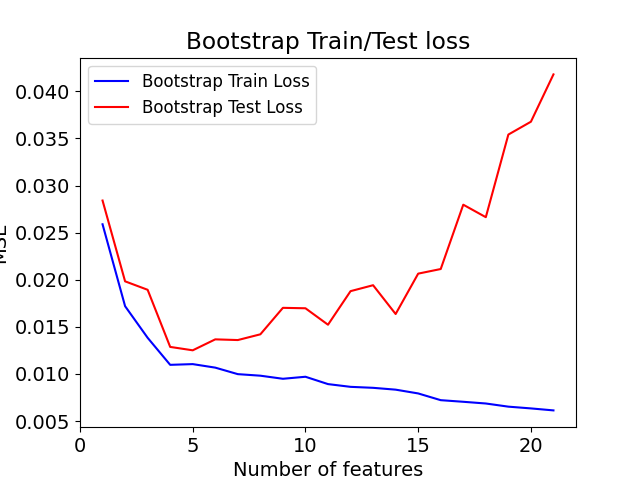 Bootstrap Train/Test loss
Bootstrap Train Loss
Bootstrap Test Loss
0.040
0.035
0.030
0.025
0.020
0.015
0.010
0.005
MSE
0 5 10 15 20
Number of features